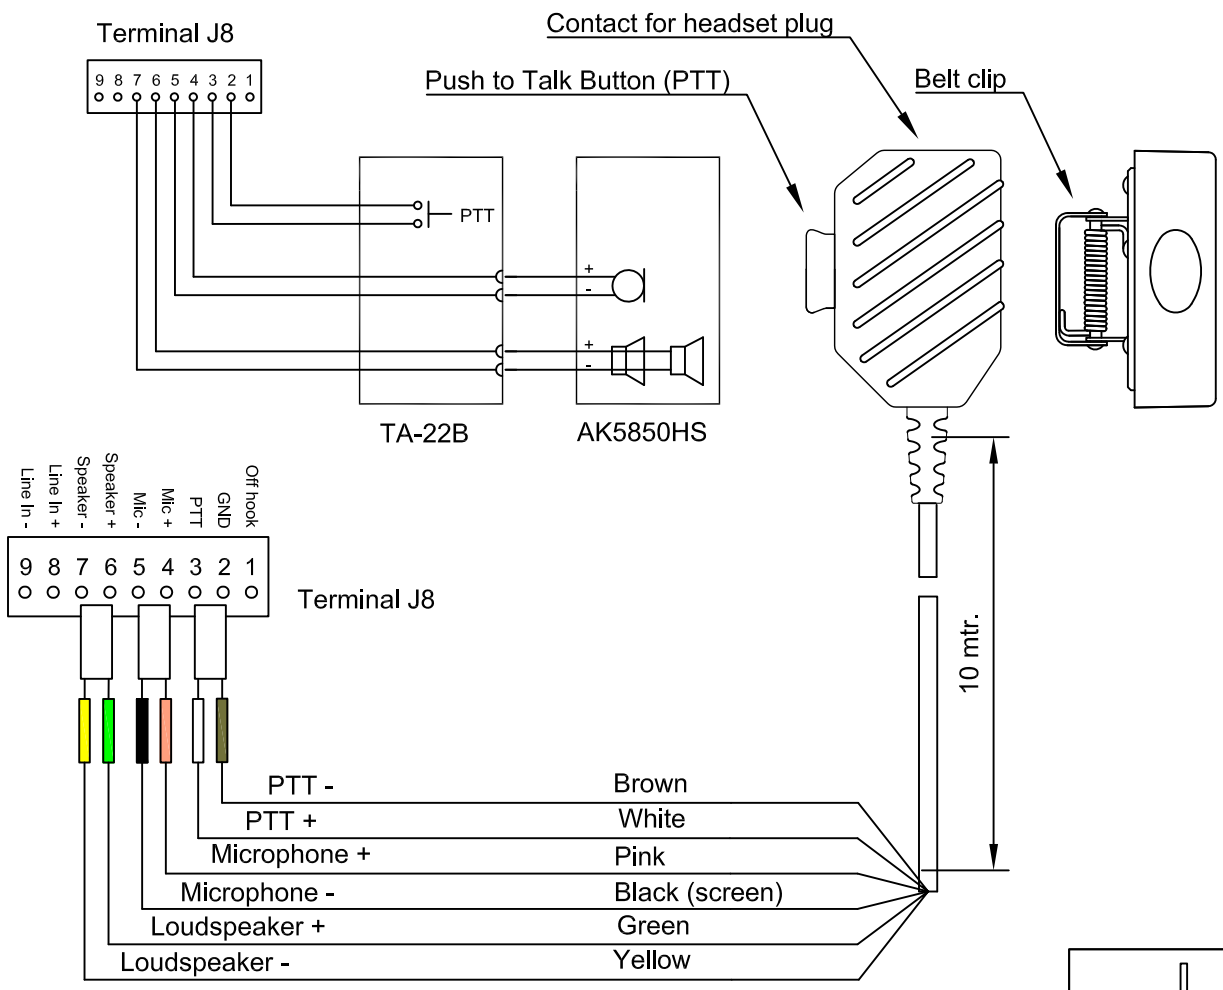 Contact for headset plug
Terminal J8
Push to Talk Button (PTT)
Belt clip
9 8 7 6 5 4 3 2 1
PTT
+
-
+
-
TA-22B
AK5850HS
Line In -
Line In +
Speaker -
Speaker +
Mic -
Mic +
PTT
GND
Off hook
9 8 7 6 5 4 3 2 1
Terminal J8
10 mtr.
PTT - Brown
PTT + White
Microphone + Pink
Microphone - Black (screen)
Loudspeaker + Green
Loudspeaker - Yellow